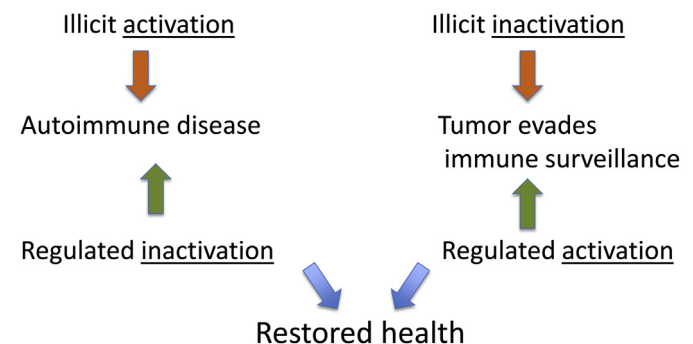 Illicit activation
Illicit inactivation
Autoimmune disease
Tumor evades
immune surveillance
Regulated inactivation
Regulated activation
Restored health